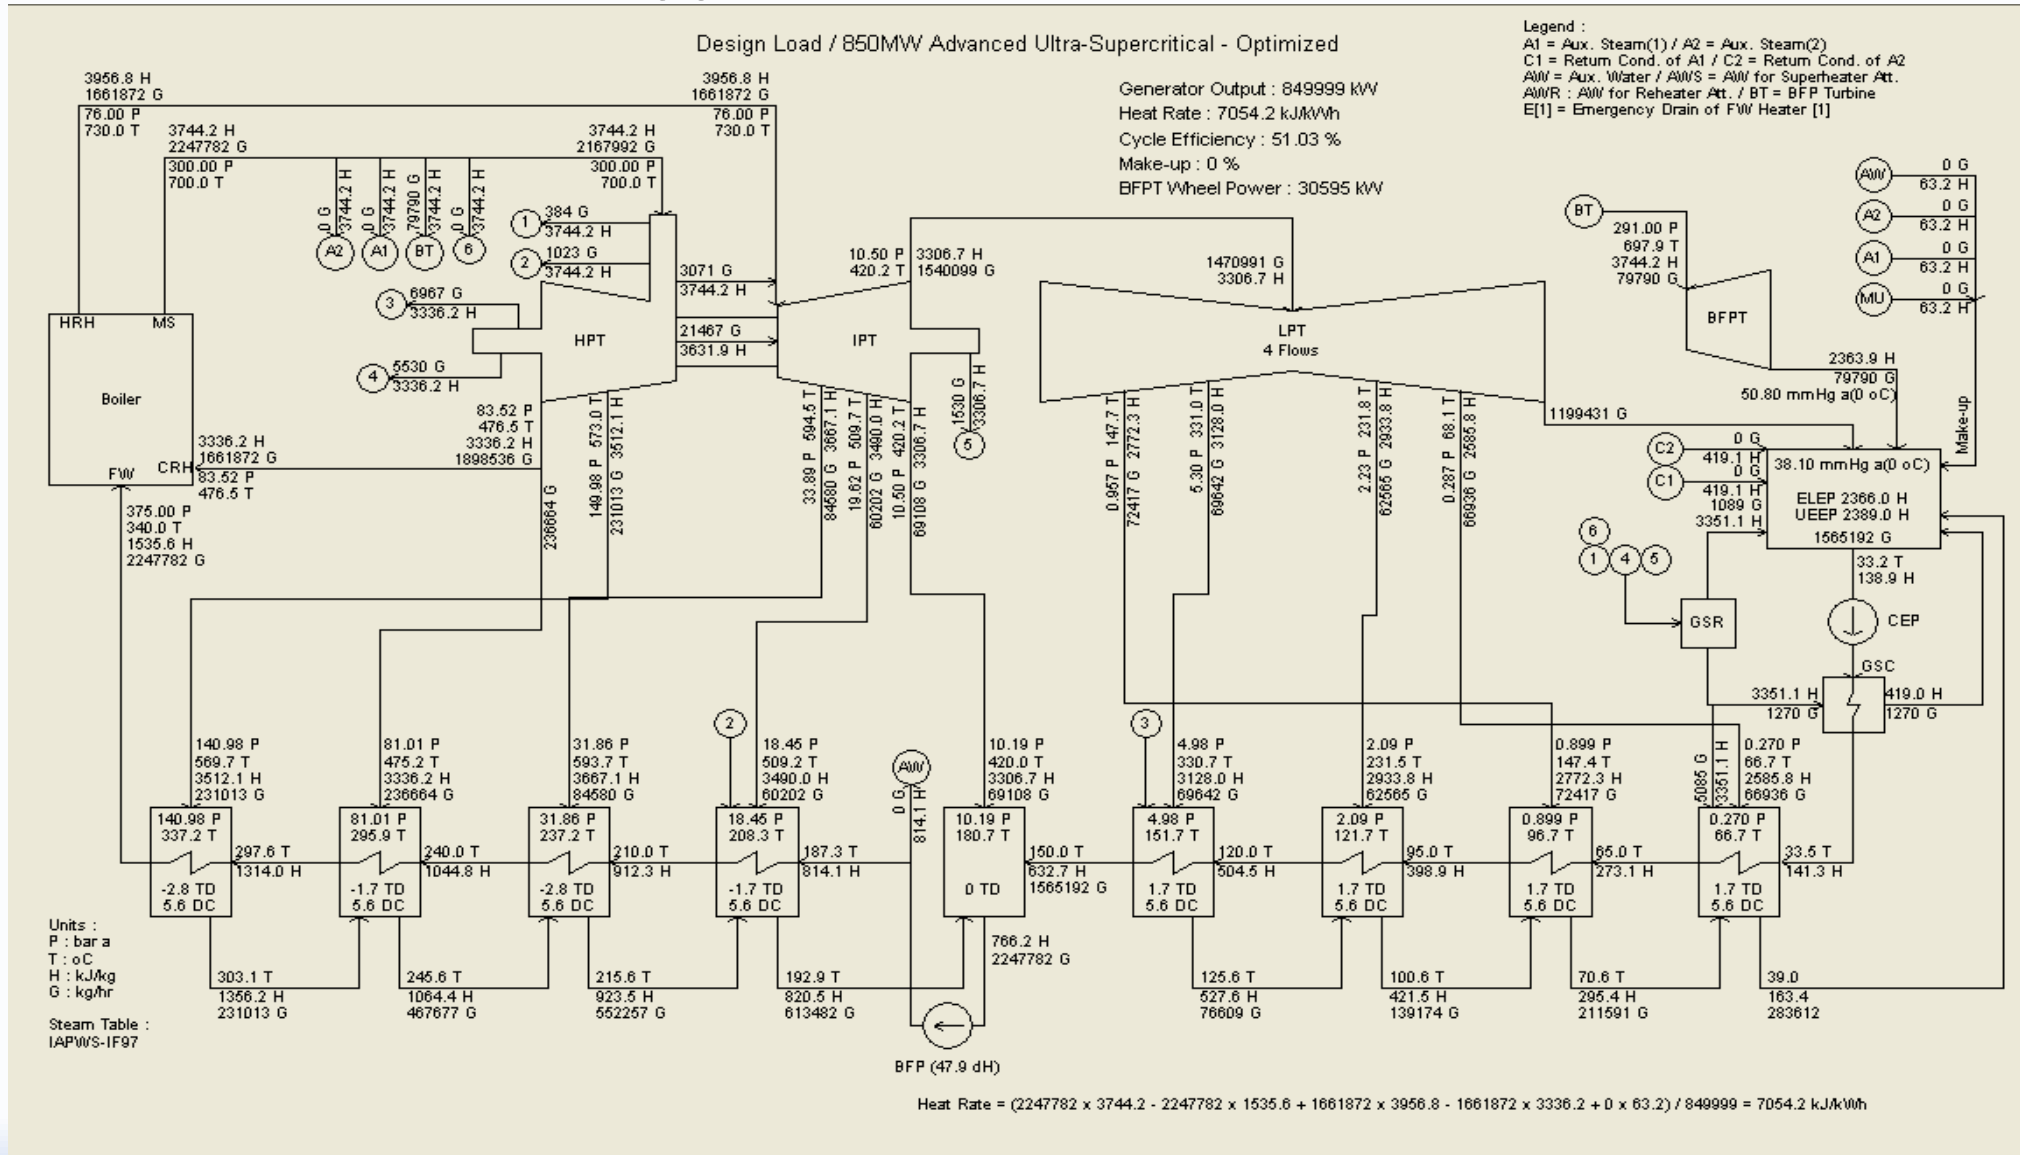 Design Load / 850MW Advanced Ultra-Supercritical - Optimized
Legend :
A1 = Aux. Steam(1) / A2 = Aux. Steam(2)
C1 = Return Cond. of A1 / C2 = Return Cond. of A2
AW = Aux. Water / AWS = AW for Superheater Att.
AWR : AW for Reheater Att. / BT = BFP Turbine
E[1] = Emergency Drain of FW Heater [1]
Generator Output : 849999 kW
Heat Rate : 7054.2 kJ/kWh
Cycle Efficiency : 51.03 %
Make-up : 0 %
BFPT Wheel Power : 30595 kW
3956.8 H
1661872 G
76.00 P
730.0 T
3956.8 H
1661872 G
76.00 P
730.0 T
3744.2 H
2247782 G
300.00 P
700.0 T
3744.2 H
2167992 G
300.00 P
700.0 T
0 G
3744.2 H
A2
0 G
3744.2 H
A1
79790 G
3744.2 H
BT
0 G
3744.2 H
6
1
384 G
3744.2 H
2
1023 G
3744.2 H
3
6967 G
3336.2 H
4
5530 G
3336.2 H
HRH
MS
Boiler
FW
CRH
3336.2 H
1661872 G
83.52 P
476.5 T
83.52 P
476.5 T
3336.2 H
1898536 G
375.00 P
340.0 T
1535.6 H
2247782 G
HPT
3071 G
3744.2 H
21467 G
3631.9 H
IPT
10.50 P
420.2 T
3306.7 H
1540099 G
1530 G
3306.7 H
5
236664 G
149.98 P 573.0 T
231013 G 3512.1 H
33.89 P 594.5 T
84580 G 3667.1 H
19.62 P 509.7 T
60202 G 3490.0 H
10.50 P 420.2 T
69108 G 3306.7 H
1470991 G
3306.7 H
LPT
4 Flows
0.957 P 147.7 T
72417 G 2772.3 H
5.30 P 331.0 T
69642 G 3128.0 H
2.23 P 231.8 T
62565 G 2933.8 H
0.287 P 68.1 T
66936 G 2585.8 H
1199431 G
BT
291.00 P
697.9 T
3744.2 H
79790 G
BFPT
2363.9 H
79790 G
50.80 mmHg a(0 oC)
AW
0 G
63.2 H
A2
0 G
63.2 H
A1
0 G
63.2 H
MU
0 G
63.2 H
Make-up
C2
0 G
419.1 H
C1
0 G
419.1 H
1089 G
3351.1 H
38.10 mmHg a(0 oC)
ELEP 2366.0 H
UEEP 2389.0 H
1565192 G
33.2 T
138.9 H
6
1
4
5
GSR
CEP
GSC
3351.1 H
1270 G
419.0 H
1270 G
5085 G
3351.1 H
140.98 P
569.7 T
3512.1 H
231013 G
81.01 P
475.2 T
3336.2 H
236664 G
31.86 P
593.7 T
3667.1 H
84580 G
2
18.45 P
509.2 T
3490.0 H
60202 G
AW
0 G
814.1 H
10.19 P
420.0 T
3306.7 H
69108 G
3
4.98 P
330.7 T
3128.0 H
69642 G
2.09 P
231.5 T
2933.8 H
62565 G
0.899 P
147.4 T
2772.3 H
72417 G
0.270 P
66.7 T
2585.8 H
66936 G
140.98 P
337.2 T
-2.8 TD
5.6 DC
297.6 T
1314.0 H
81.01 P
295.9 T
-1.7 TD
5.6 DC
240.0 T
1044.8 H
31.86 P
237.2 T
-2.8 TD
5.6 DC
210.0 T
912.3 H
18.45 P
208.3 T
-1.7 TD
5.6 DC
187.3 T
814.1 H
10.19 P
180.7 T
0 TD
150.0 T
632.7 H
1565192 G
4.98 P
151.7 T
1.7 TD
5.6 DC
120.0 T
504.5 H
2.09 P
121.7 T
1.7 TD
5.6 DC
95.0 T
398.9 H
0.899 P
96.7 T
1.7 TD
5.6 DC
65.0 T
273.1 H
0.270 P
66.7 T
1.7 TD
5.6 DC
33.5 T
141.3 H
303.1 T
1356.2 H
231013 G
245.6 T
1064.4 H
467677 G
215.6 T
923.5 H
552257 G
192.9 T
820.5 H
613482 G
766.2 H
2247782 G
BFP (47.9 dH)
125.6 T
527.6 H
76609 G
100.6 T
421.5 H
139174 G
70.6 T
295.4 H
211591 G
39.0
163.4
283612
Units :
P : bar a
T : oC
H : kJ/kg
G : kg/hr
Steam Table :
IAPWS-IF97
Heat Rate = (2247782 x 3744.2 - 2247782 x 1535.6 + 1661872 x 3956.8 - 1661872 x 3336.2 + 0 x 63.2) / 849999 = 7054.2 kJ/kWh